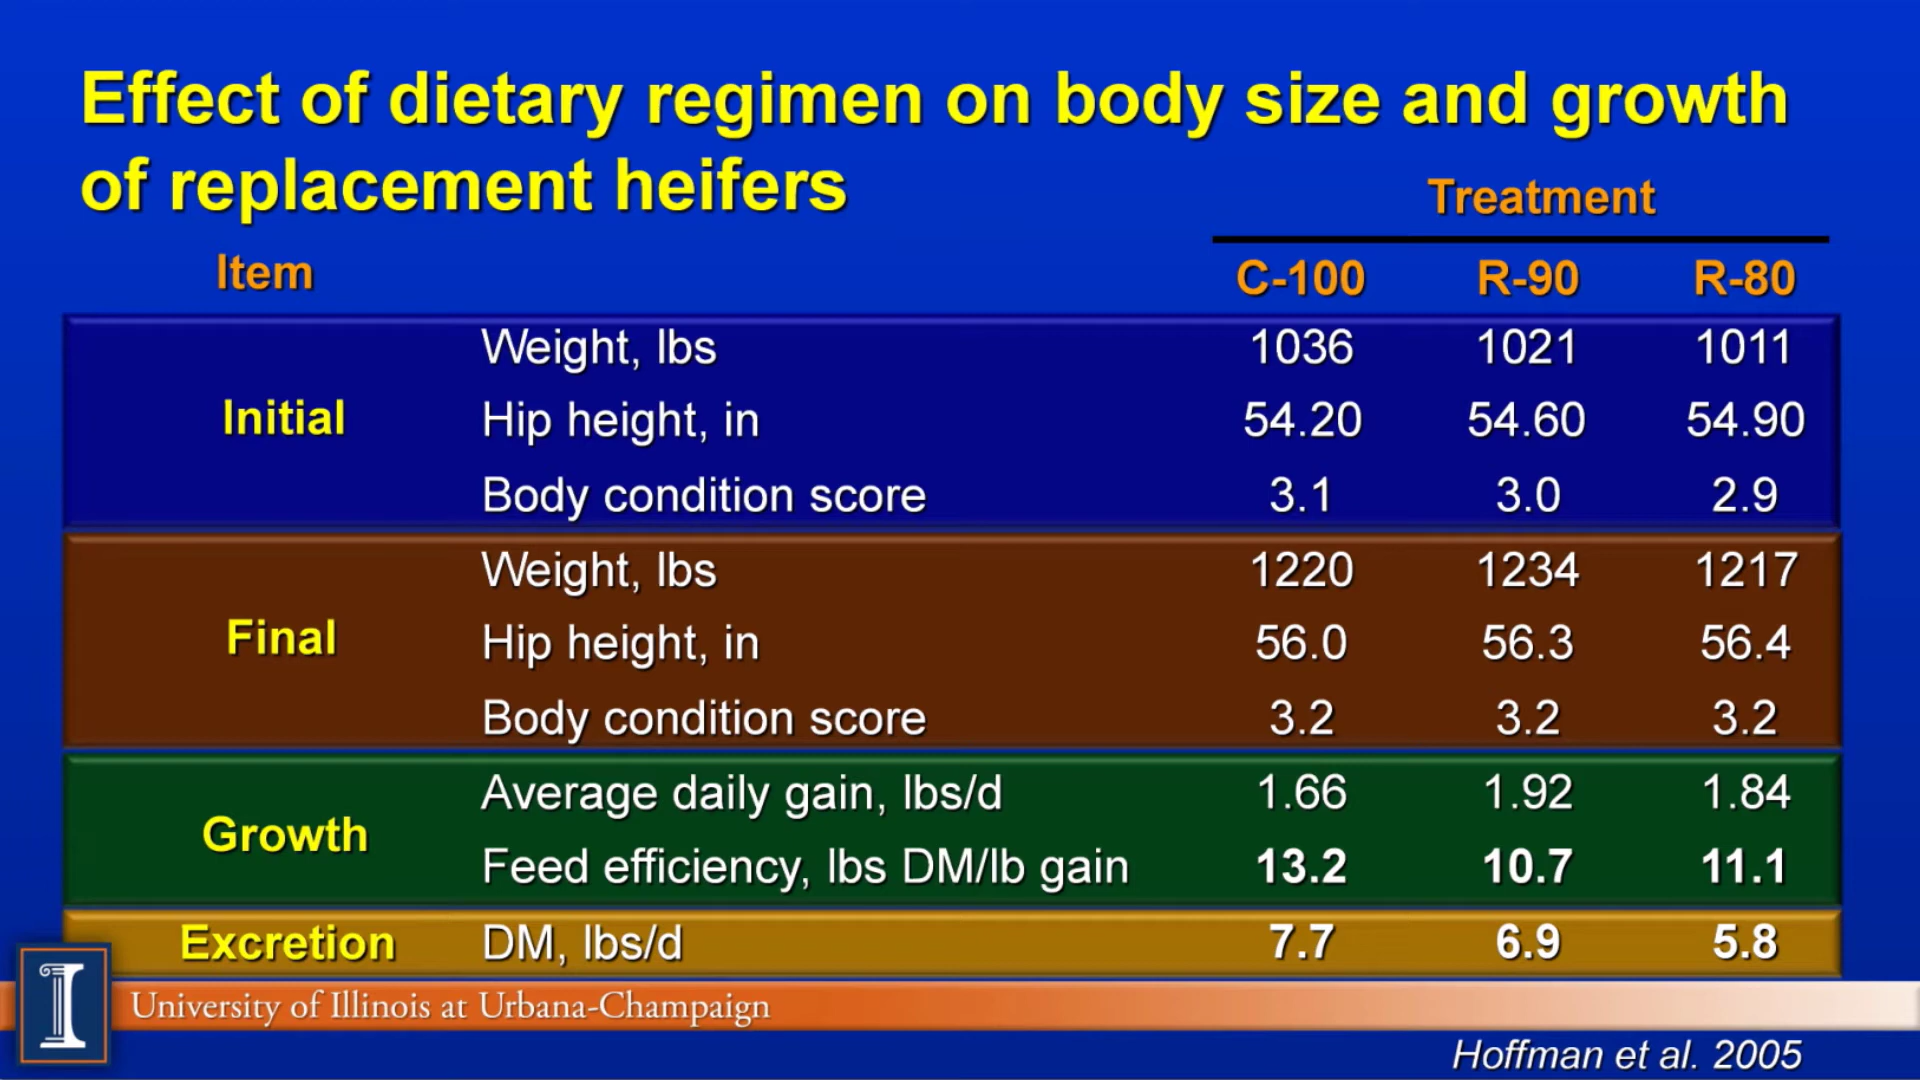 Effect of dietary regimen on body size and growth
of replacement heifers
Treatment
Item C-100 R-90 R-80
Initial
Weight, lbs 1036 1021 1011
Hip height, in 54.20 54.60 54.90
Body condition score 3.1 3.0 2.9
Final
Weight, lbs 1220 1234 1217
Hip height, in 56.0 56.3 56.4
Body condition score 3.2 3.2 3.2
Growth
Average daily gain, lbs/d 1.66 1.92 1.84
Feed efficiency, lbs DM/lb gain 13.2 10.7 11.1
Excretion DM, lbs/d 7.7 6.9 5.8
I
University of Illinois at Urbana-Champaign
Hoffman et al. 2005